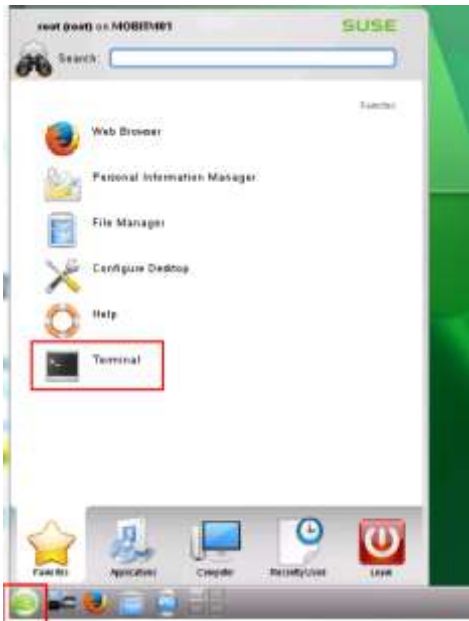 root (root) on MOBITM01
SUSE
Search:
Favorites
Web Browser
Personal Information Manager
File Manager
Configure Desktop
Help
Terminal
Favorites
Applications
Computer
Recently Used
Leave